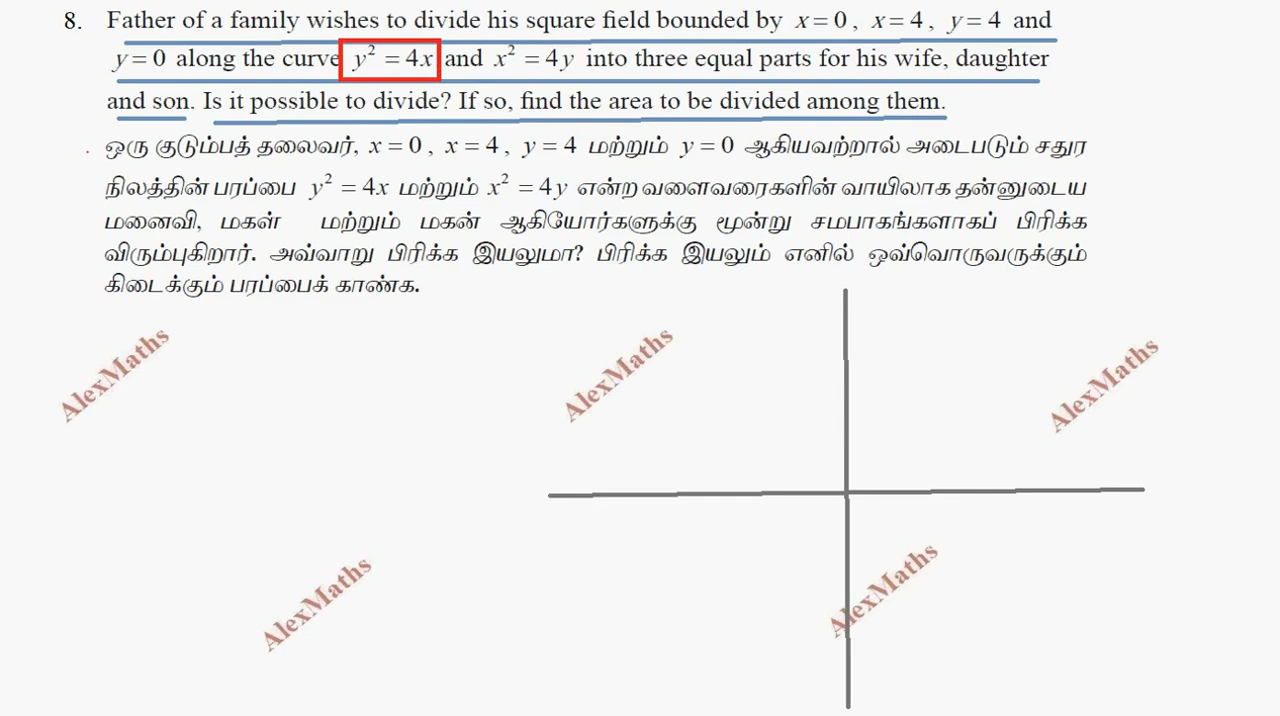 8. Father of a family wishes to divide his square field bounded by x = 0 , x = 4 , y = 4 and
y = 0 along the curve y² = 4x and x² = 4y into three equal parts for his wife, daughter
and son. Is it possible to divide? If so, find the area to be divided among them.
ஒரு குடும்பத் தலைவர், x = 0 , x = 4 , y = 4 மற்றும் y = 0 ஆகியவற்றால் அடைபடும் சதுர
நிலத்தின் பரப்பை y² = 4x மற்றும் x² = 4y என்ற வளைவரைகளின் வாயிலாக தன்னுடைய
மனைவி, மகள் மற்றும் மகன் ஆகியோர்களுக்கு மூன்று சமபாகங்களாகப் பிரிக்க
விரும்புகிறார். அவ்வாறு பிரிக்க இயலுமா? பிரிக்க இயலும் எனில் ஒவ்வொருவருக்கும்
கிடைக்கும் பரப்பைக் காண்க.
AlexMaths
AlexMaths
AlexMaths
AlexMaths
AlexMaths